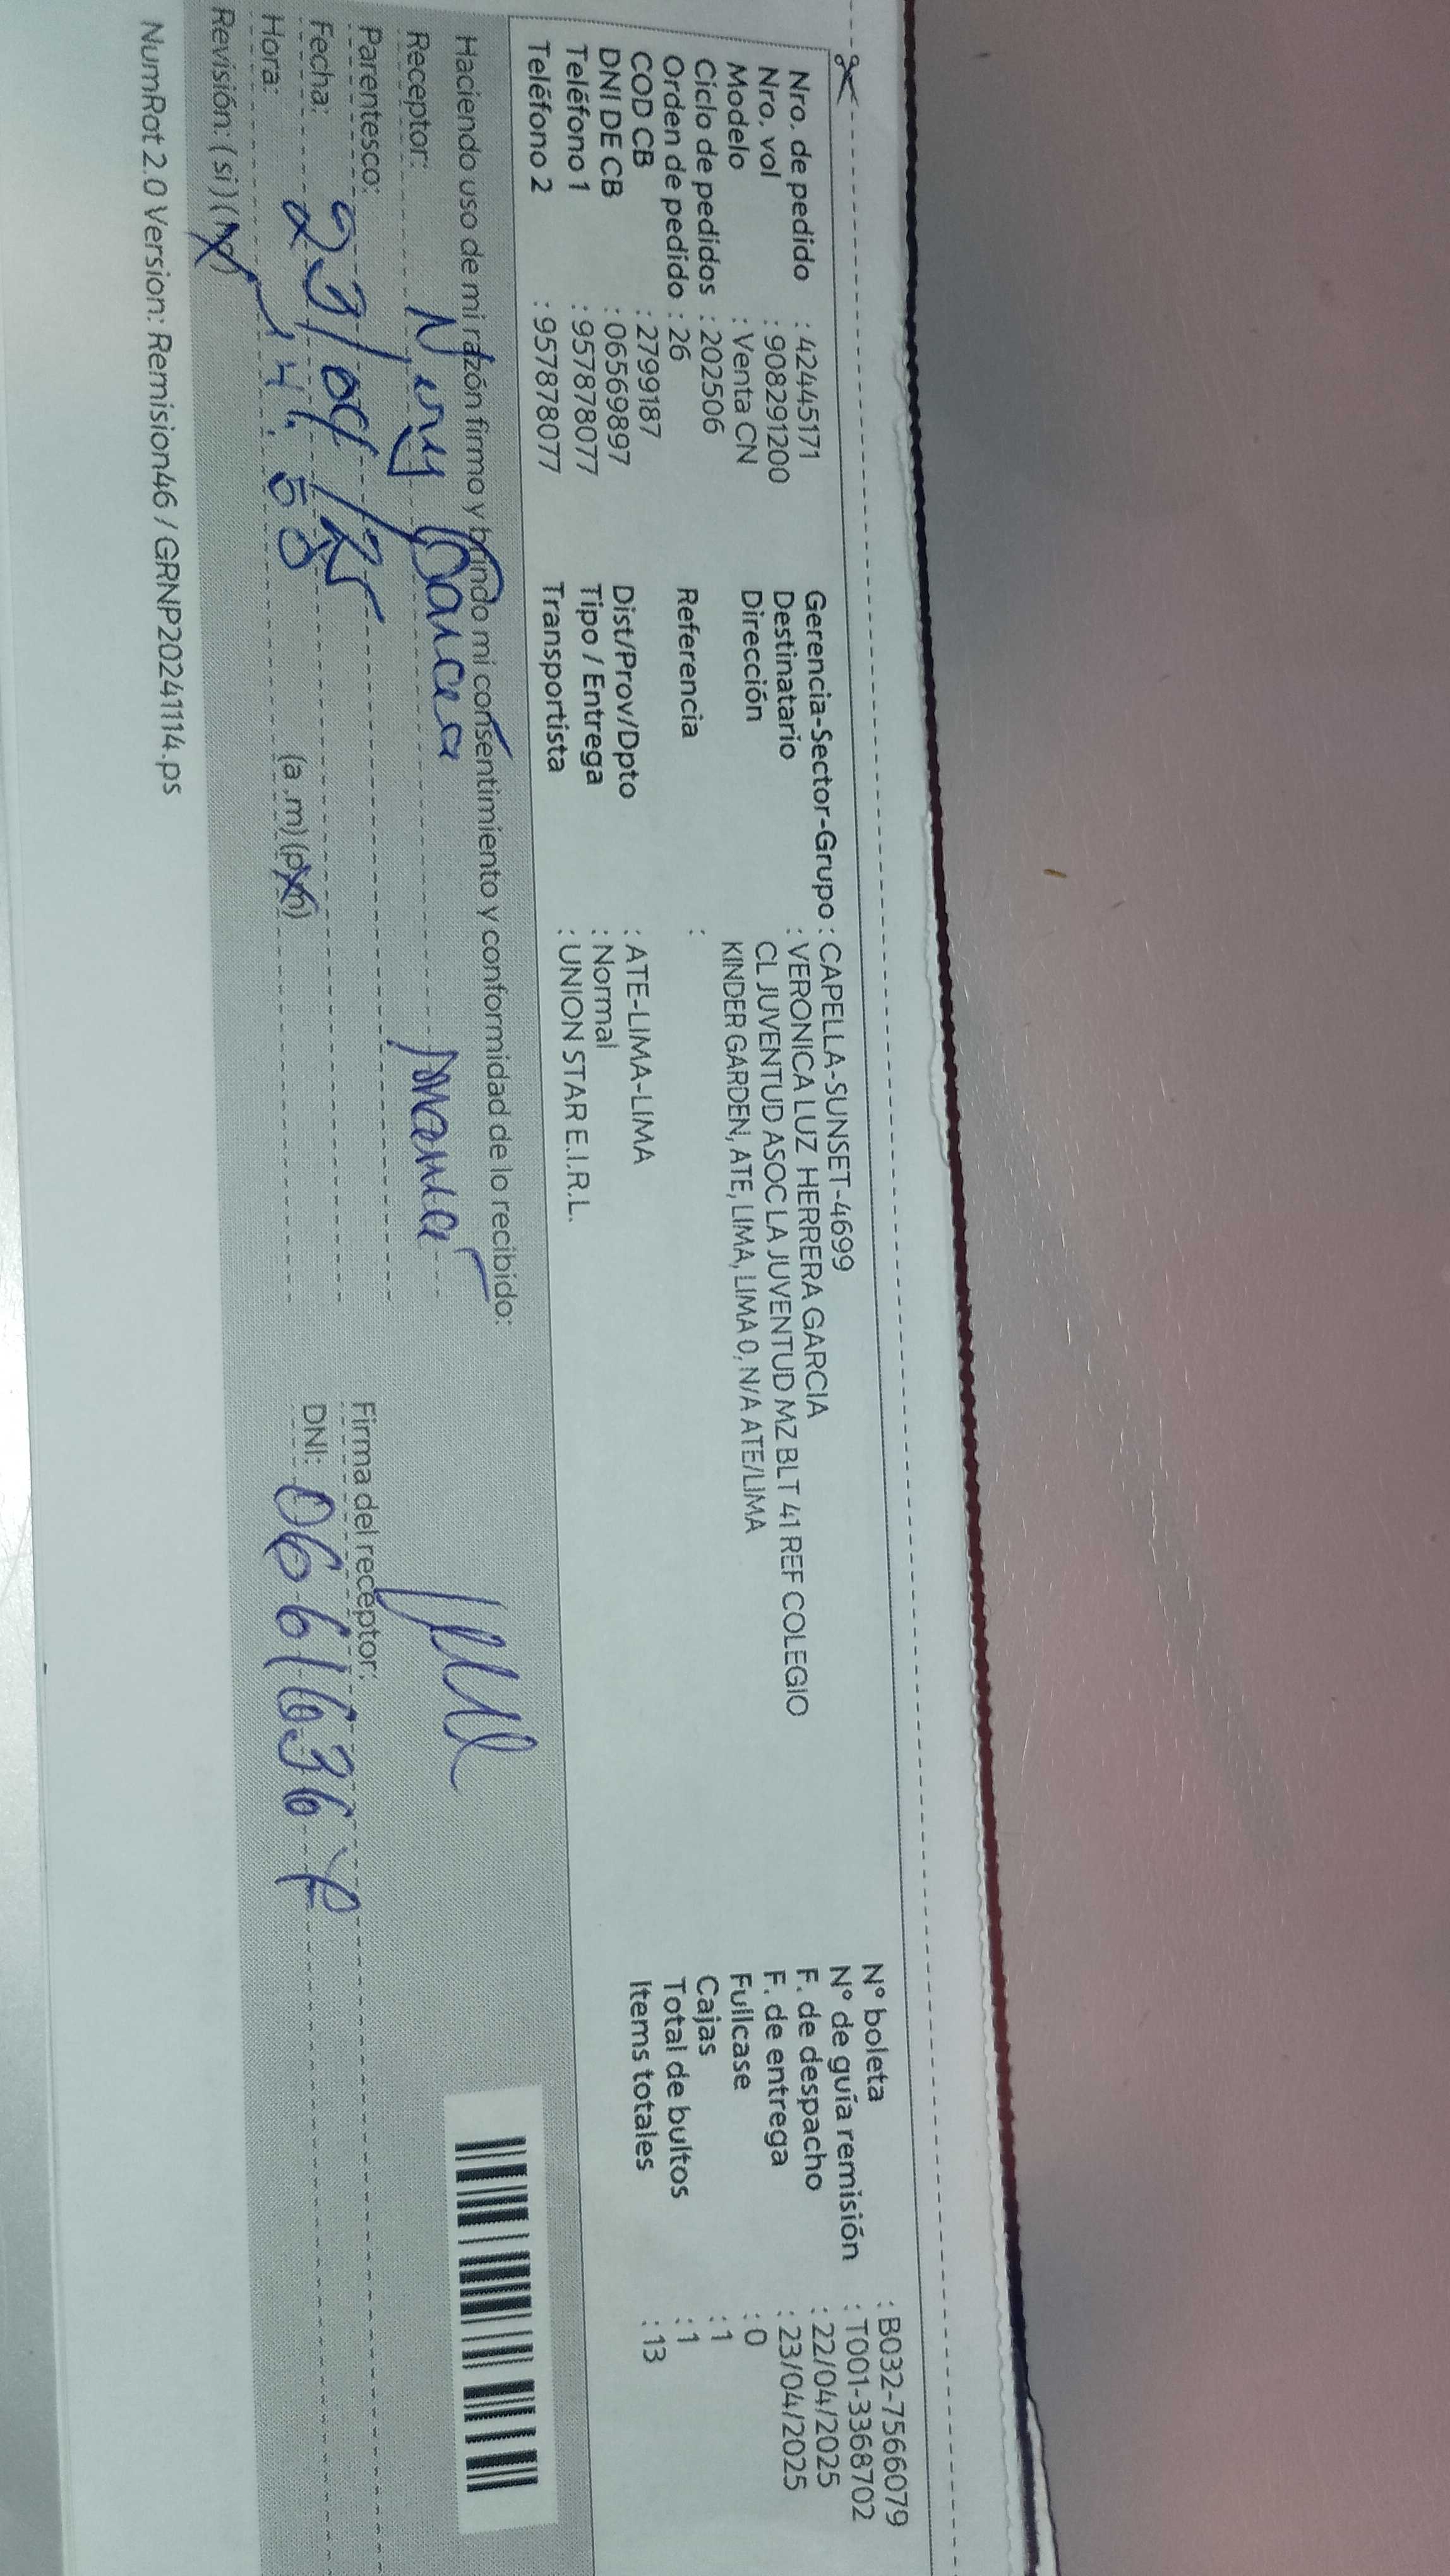 Nro. de pedido : 42445171
Nro. vol : 908291200
Modelo : Venta CN
Ciclo de pedidos : 202506
Orden de pedido : 26
COD CB : 2799187
DNI DE CB : 06569897
Teléfono 1 : 957878077
Teléfono 2 : 957878077
Gerencia-Sector-Grupo : CAPELLA-SUNSET-4699
Destinatario : VERONICA LUZ HERRERA GARCIA
Dirección CL JUVENTUD ASOC LA JUVENTUD MZ BLT 41 REF COLEGIO
KINDER GARDEN, ATE, LIMA, LIMA 0, N/A ATE/LIMA
Referencia :
Dist/Prov/Dpto : ATE-LIMA-LIMA
Tipo / Entrega : Normal
Transportista : UNION STAR E.I.R.L.
N° boleta : B032-7566079
N° de guía remisión : T001-3368702
F. de despacho : 22/04/2025
F. de entrega : 23/04/2025
Fullcase : 0
Cajas : 1
Total de bultos : 1
Items totales : 13
Haciendo uso de mi razón firmo y brindo mi consentimiento y conformidad de lo recibido:
Receptor:
Parentesco:
Fecha: 23/04/25
Hora: 14:50 (a.m) (p.m)
Revisión: (si) (no)
Firma del receptor:
DNI:
NumRot 2.0 Version: Remision46 / GRNP20241114.ps